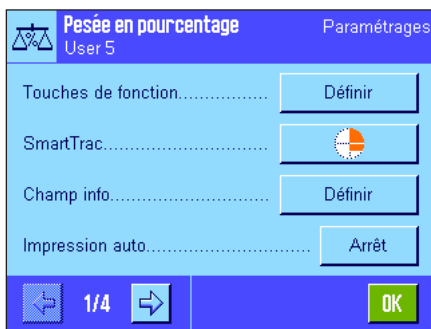 Pesée en pourcentage Paramétrages
User 5
Touches de fonction................ Définir
SmartTrac............................
Champ info.......................... Définir
Impression auto............................ Arrêt
1/4 OK